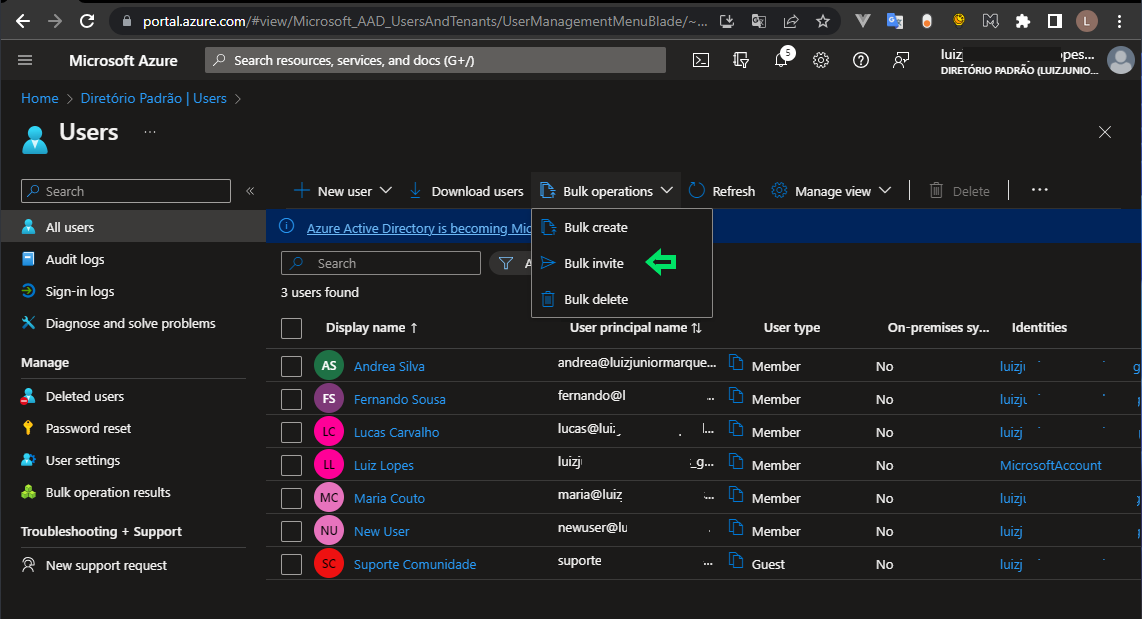 portal.azure.com/#view/Microsoft_AAD_UsersAndTenants/UserManagementMenuBlade/~...
L
Microsoft Azure
Search resources, services, and docs (G+/)
5
luiz opes...
DIRETÓRIO PADRÃO (LUIZJUNIO...
Home > Diretório Padrão | Users >
Users ...
Search «
New user
Download users
Bulk operations
Refresh
Manage view
Delete
...
All users
Audit logs
Sign-in logs
Diagnose and solve problems
Manage
Deleted users
Password reset
User settings
Bulk operation results
Troubleshooting + Support
New support request
Azure Active Directory is becoming Mic
Bulk create
Bulk invite
Bulk delete
Search
A
3 users found
Display name ↑ User principal name ↑↓ User type On-premises sy... Identities
AS Andrea Silva andrea@luizjuniormarque... Member No luizju g
FS Fernando Sousa fernando@l ... Member No luizju
LC Lucas Carvalho lucas@luiz l... Member No luizj
LL Luiz Lopes luizj _g... Member No MicrosoftAccount
MC Maria Couto maria@luiz ... Member No luizju g
NU New User newuser@lu Member No luizj
SC Suporte Comunidade suporte ... Guest No luizj